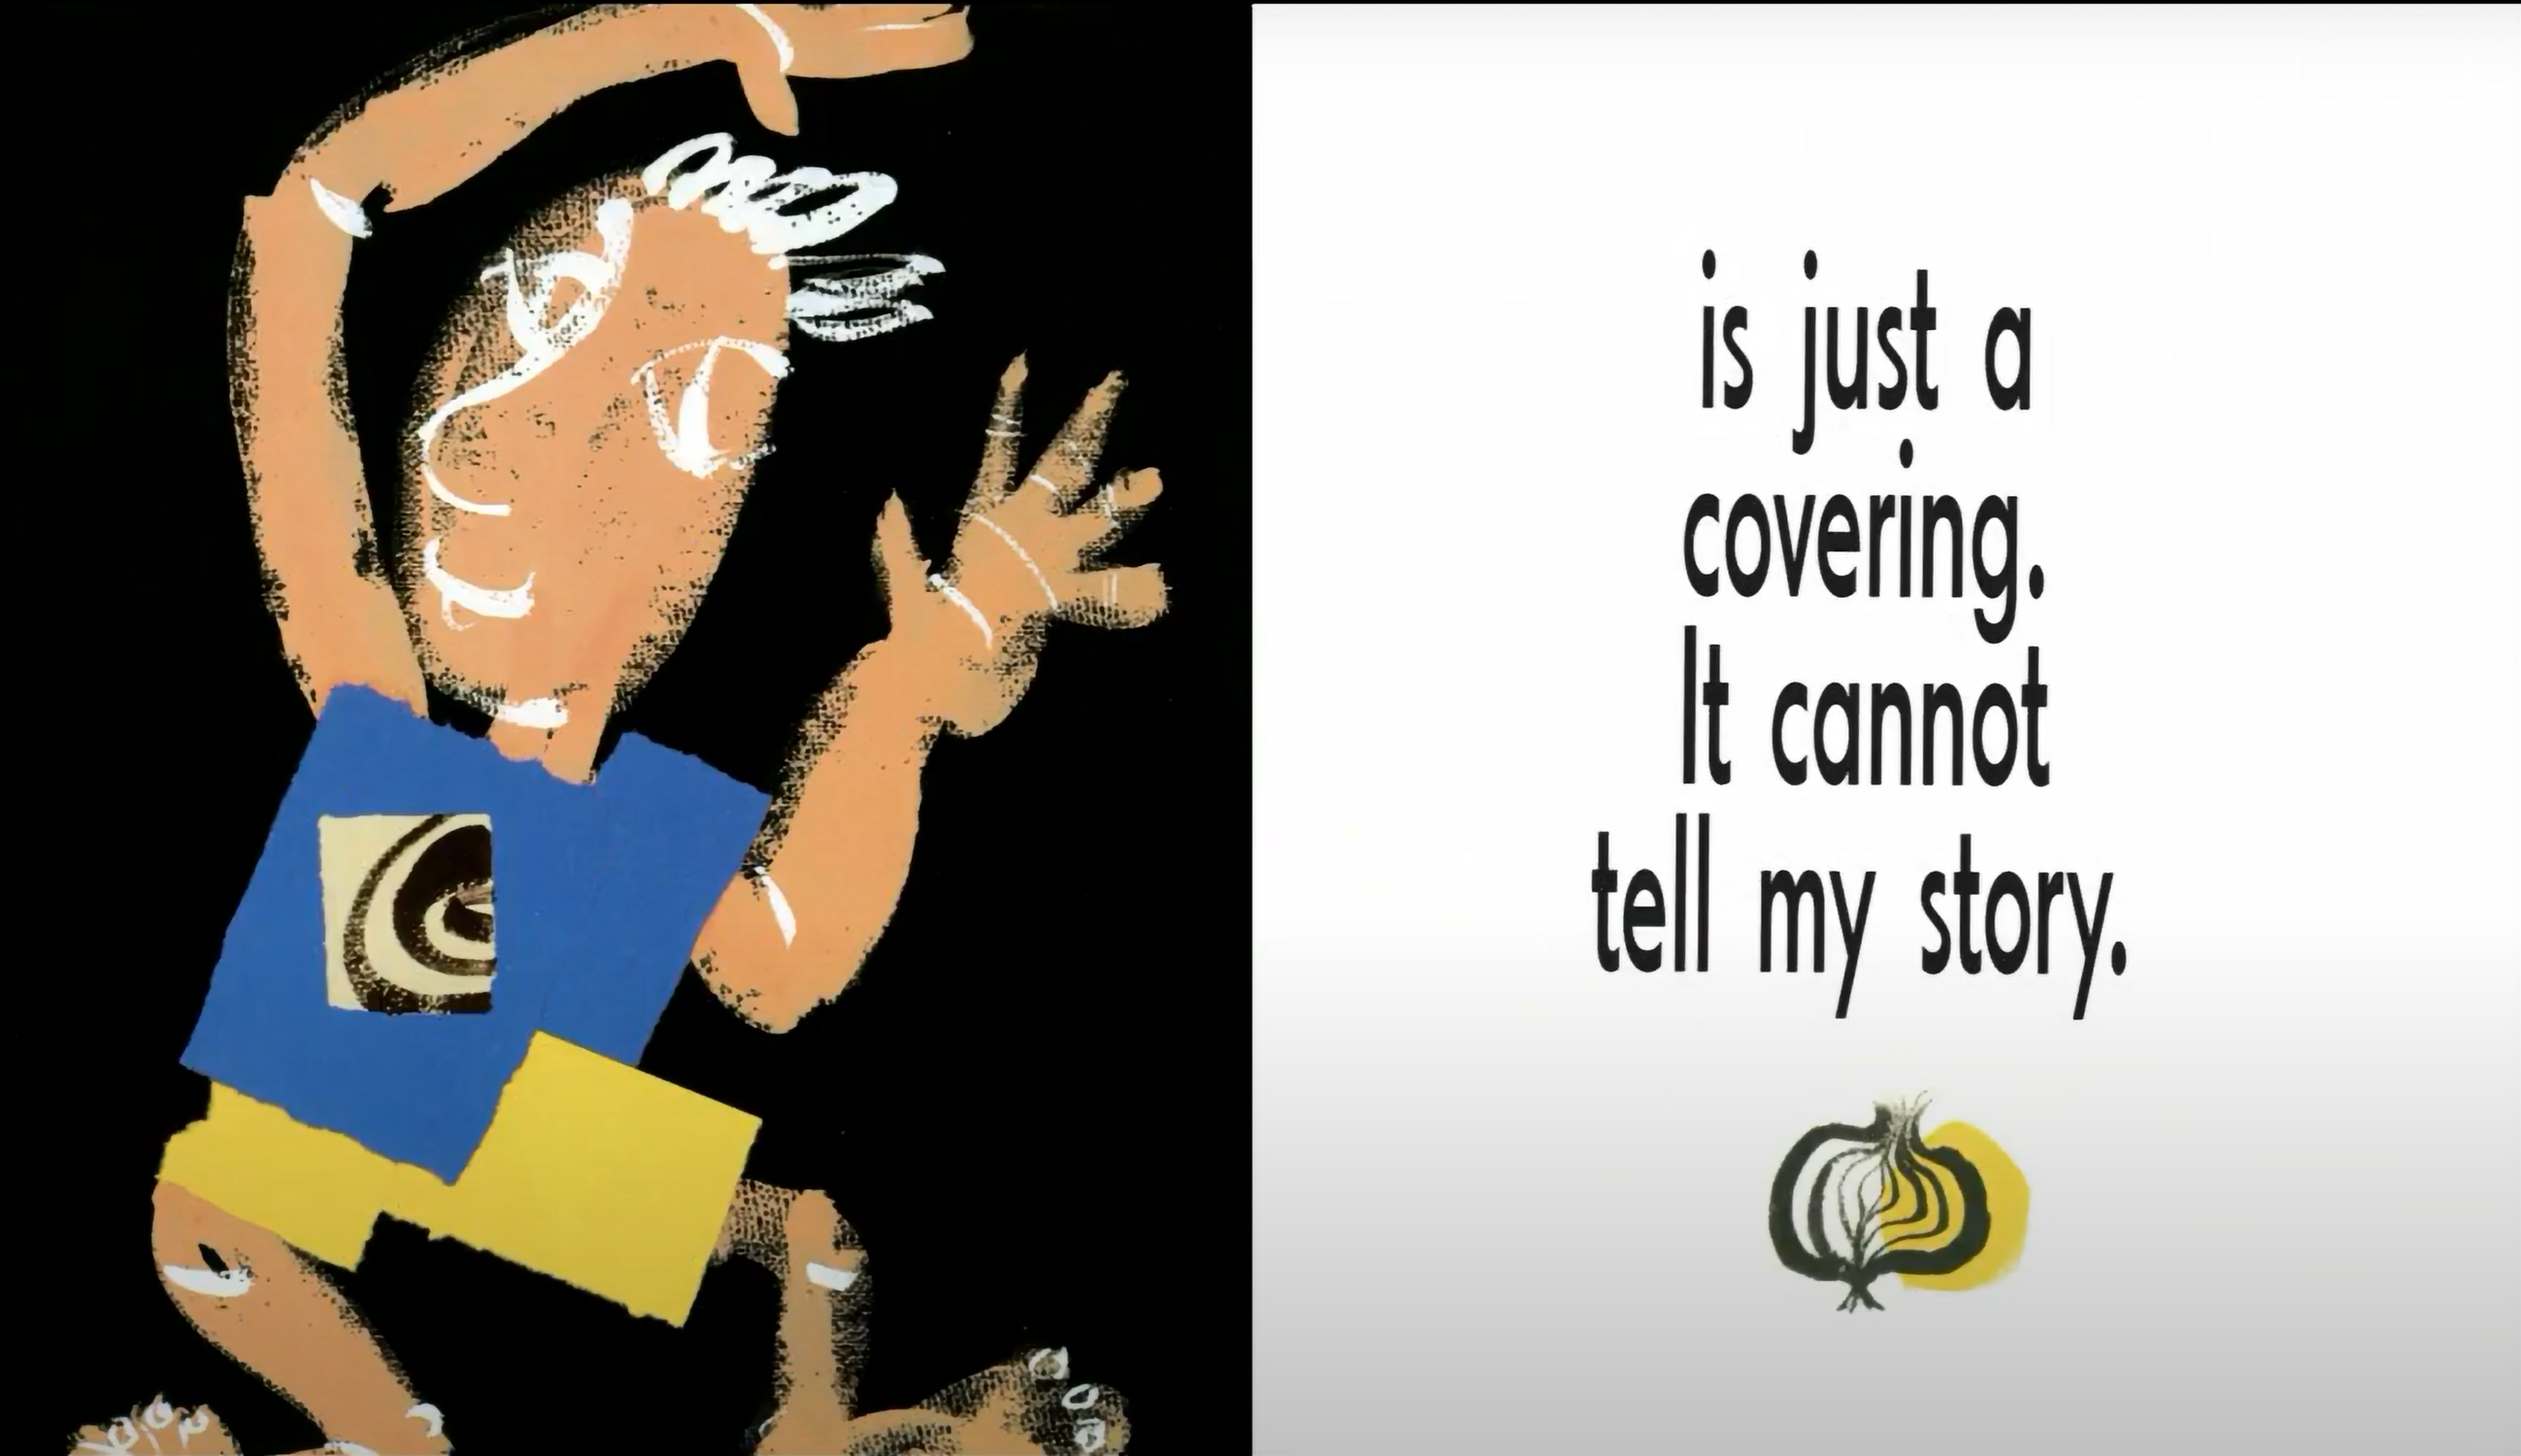 is just a
covering.
It cannot
tell my story.